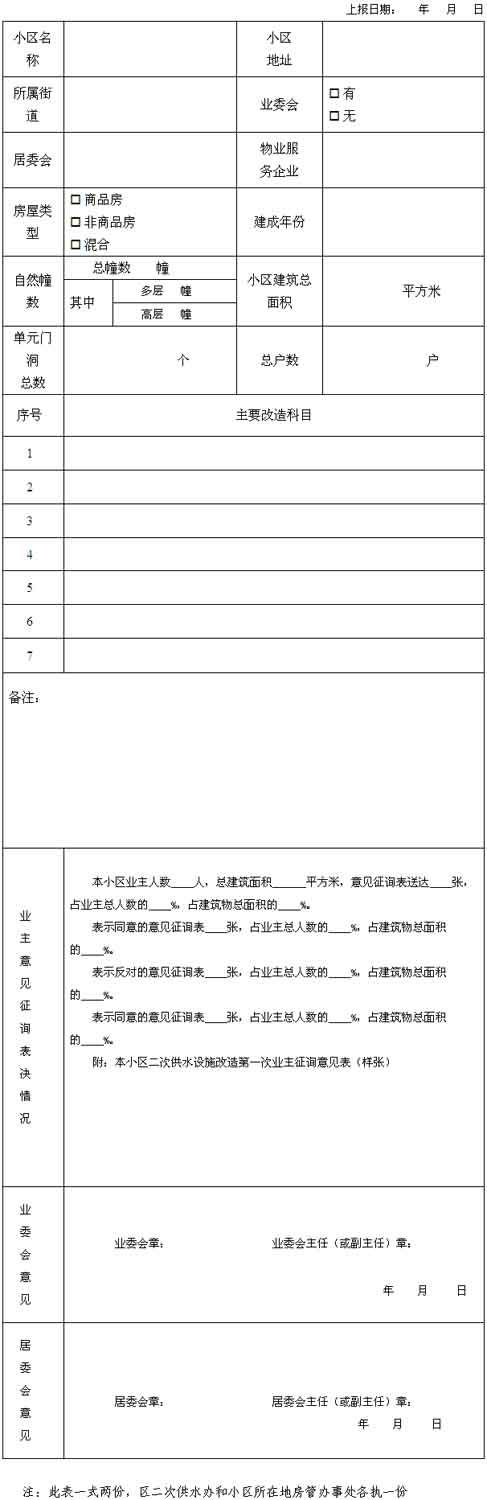 上报日期：　年　月　日
小区名称　小区地址
所属街道　业委会　□ 有
□ 无
居委会　物业服务企业
房屋类型　□ 商品房
□ 非商品房
□ 混合
建成年份
自然幢数　总幢数　幢
其中　多层　幢
高层　幢
小区建筑总面积　平方米
单元门洞总数　个　总户数　户
序号　主要改造科目
1
2
3
4
5
6
7
备注：
业主意见征询表决情况
本小区业主人数____人，总建筑面积______平方米，意见征询表送达____张，
占业主总人数的____%，占建筑物总面积的____%。
表示同意的意见征询表____张，占业主总人数的____%，占建筑物总面积
的____%。
表示反对的意见征询表____张，占业主总人数的____%，占建筑物总面积
的____%。
表示同意的意见征询表____张，占业主总人数的____%，占建筑物总面积
的____%。
附：本小区二次供水设施改造第一次业主征询意见表（样张）
业委会意见
业委会章：　业委会主任（或副主任）章：
年　月　日
居委会意见
居委会章：　居委会主任（或副主任）章：
年　月　日
注：此表一式两份，区二次供水办和小区所在地房管办事处各执一份